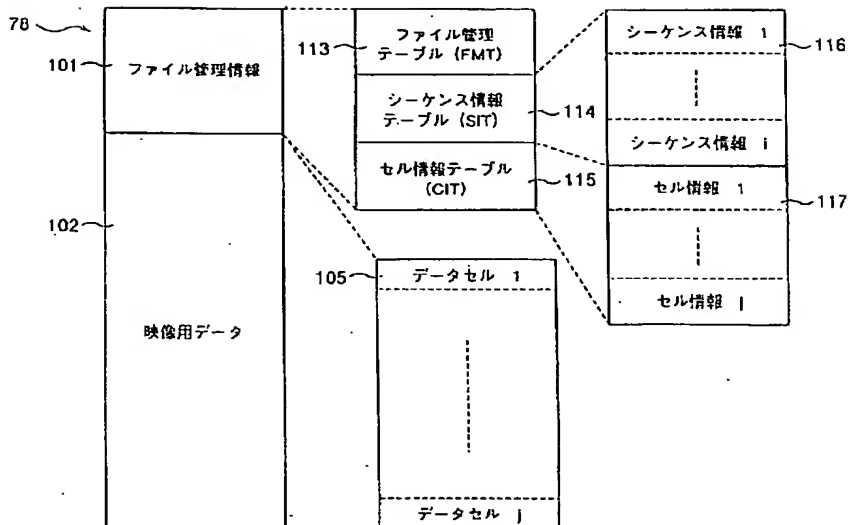 78
101
ファイル管理情報
102
映像用データ
113
ファイル管理
テーブル (FMT)
シーケンス情報
テーブル (SIT)
114
セル情報テーブル
(CIT)
115
105
データセル 1
データセル j
シーケンス情報 1
116
シーケンス情報 i
セル情報 1
117
セル情報 j